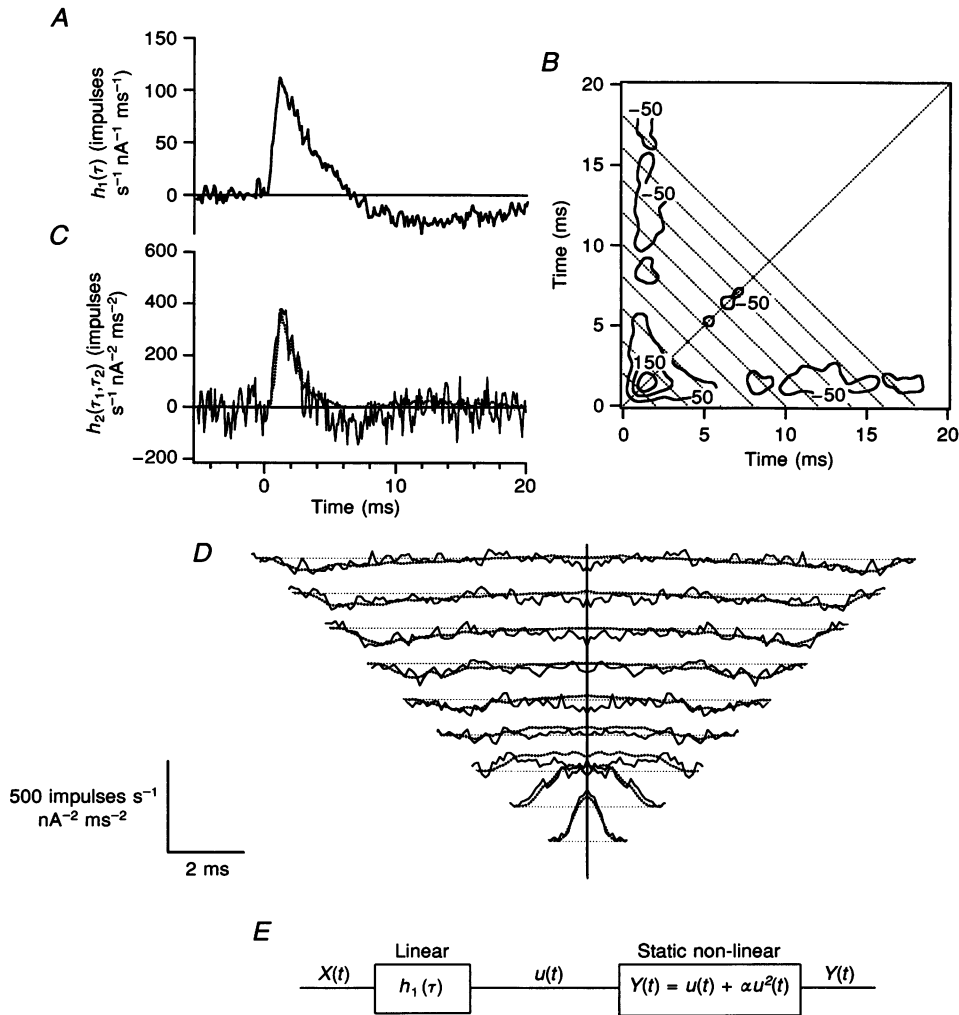 A
150
100
50
0
h₁(τ) (impulses
s⁻¹ nA⁻¹ ms⁻¹)
B
20
15
10
5
0
Time (ms)
−50
−50
−50
150
50
−50
0
5
10
15
20
Time (ms)
C
600
400
200
0
−200
h₂(τ₁,τ₂) (impulses
s⁻¹ nA⁻² ms⁻²)
0
10
20
Time (ms)
D
500 impulses s⁻¹
nA⁻² ms⁻²
2 ms
E
Linear
Static non-linear
X(t)
h₁(τ)
u(t)
Y(t) = u(t) + αu²(t)
Y(t)